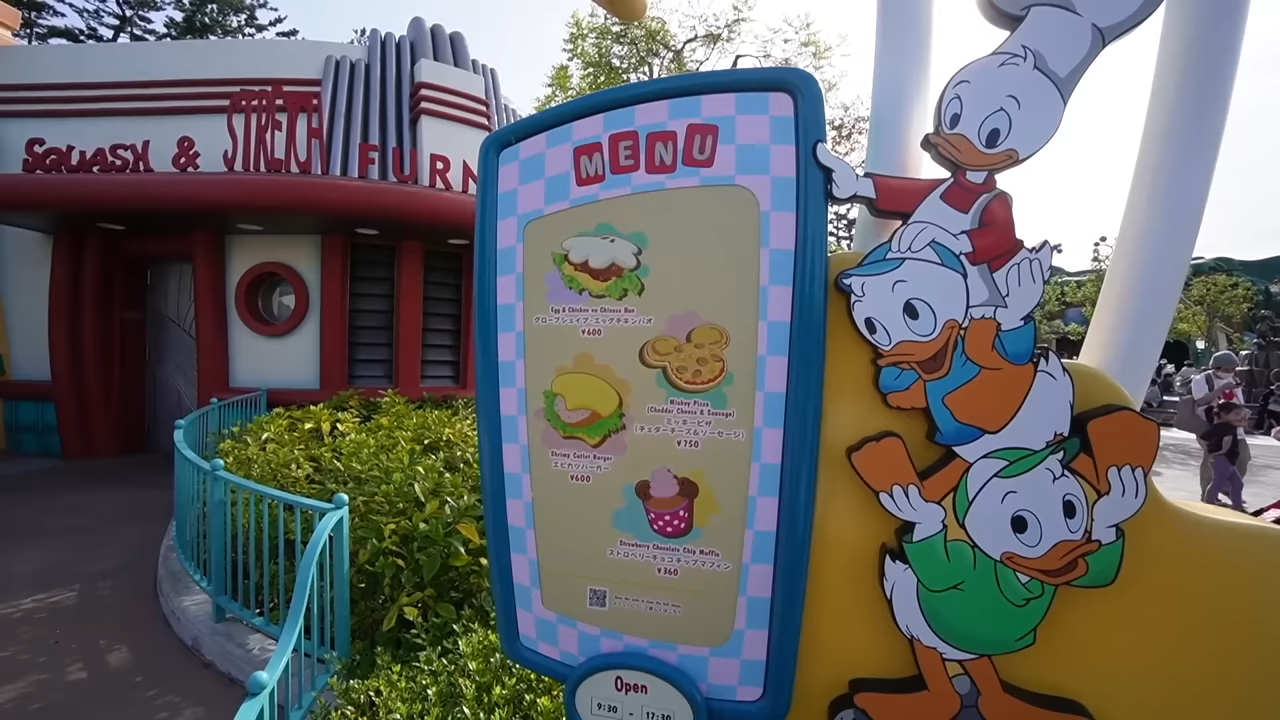 SQUASH & STRETCH FURN
MENU
Egg & Chicken on Chinese Bun
グローブシェイプ・エッグチキンパオ
¥600
Mickey Pizza
(Cheddar Cheese & Sausage)
ミッキーピザ
(チェダーチーズ&ソーセージ)
¥750
Shrimp Cutlet Burger
エビカツバーガー
¥600
Strawberry Chocolate Chip Muffin
ストロベリーチョコチップマフィン
¥360
Open
9:30 - 17:30